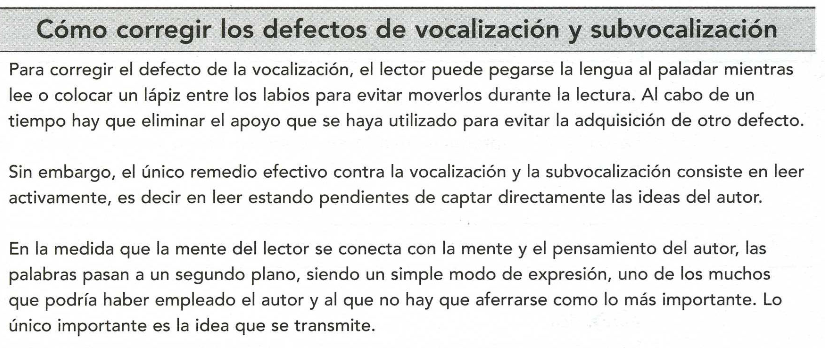 Cómo corregir los defectos de vocalización y subvocalización
Para corregir el defecto de la vocalización, el lector puede pegarse la lengua al paladar mientras
lee o colocar un lápiz entre los labios para evitar moverlos durante la lectura. Al cabo de un
tiempo hay que eliminar el apoyo que se haya utilizado para evitar la adquisición de otro defecto.
Sin embargo, el único remedio efectivo contra la vocalización y la subvocalización consiste en leer
activamente, es decir en leer estando pendientes de captar directamente las ideas del autor.
En la medida que la mente del lector se conecta con la mente y el pensamiento del autor, las
palabras pasan a un segundo plano, siendo un simple modo de expresión, uno de los muchos
que podría haber empleado el autor y al que no hay que aferrarse como lo más importante. Lo
único importante es la idea que se transmite.